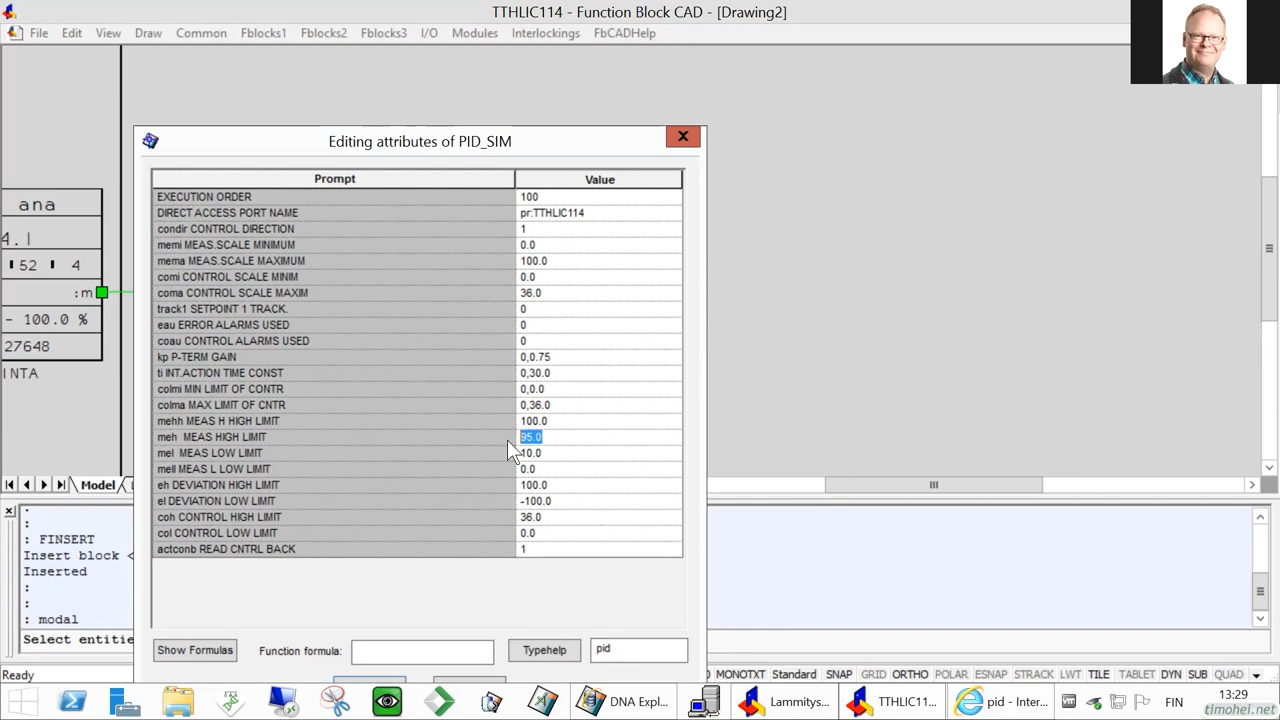 TTHLIC114 - Function Block CAD - [Drawing2]
File Edit View Draw Common Fblocks1 Fblocks2 Fblocks3 I/O Modules Interlockings FbCADHelp
ana
4.I
52 4
:m
- 100.0 %
27648
INTA
Editing attributes of PID_SIM
Prompt Value
EXECUTION ORDER 100
DIRECT ACCESS PORT NAME pr:TTHLIC114
condir CONTROL DIRECTION 1
memi MEAS.SCALE MINIMUM 0.0
mema MEAS.SCALE MAXIMUM 100.0
comi CONTROL SCALE MINIM 0.0
coma CONTROL SCALE MAXIM 36.0
track1 SETPOINT 1 TRACK. 0
eau ERROR ALARMS USED 0
coau CONTROL ALARMS USED 0
kp P-TERM GAIN 0,0.75
ti INT.ACTION TIME CONST 0,30.0
colmi MIN LIMIT OF CONTR 0,0.0
colma MAX LIMIT OF CNTR 0,36.0
mehh MEAS H HIGH LIMIT 100.0
meh MEAS HIGH LIMIT 95.0
mel MEAS LOW LIMIT 10.0
mell MEAS L LOW LIMIT 0.0
eh DEVIATION HIGH LIMIT 100.0
el DEVIATION LOW LIMIT -100.0
coh CONTROL HIGH LIMIT 36.0
col CONTROL LOW LIMIT 0.0
actconb READ CNTRL BACK 1
Show Formulas Function formula: Typehelp pid
Model
:
:
: FINSERT
Insert block <
Inserted
:
:
: modal
Select entitie
Ready
MONOTXT Standard SNAP GRID ORTHO POLAR ESNAP STRACK LWT TILE TABLET DYN SUB QUAD
DNA Expl... Lammitys... TTHLIC11... pid - Inter... FIN 13:29
timohei.net